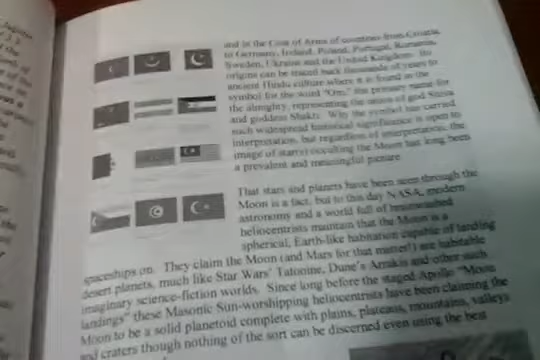 and in the Coat of Arms of countries from Croatia
to Germany, Ireland, Poland, Portugal, Romania,
Sweden, Ukraine and the United Kingdom. Its
origins can be traced back thousands of years to
ancient Hindu culture where it is found as the
symbol for the word "Om," the primary name for
the almighty, representing the union of god Shiva
and goddess Shakti. Why the symbol has carried
such widespread historical significance is open to
interpretation, but regardless of interpretation, the
image of star(s) occulting the Moon has long been
a prevalent and meaningful picture.
That stars and planets have been seen through the
Moon is a fact, but to this day NASA, modern
astronomy and a world full of brainwashed
heliocentrists maintain that the Moon is a
spherical, Earth-like habitation capable of landing
spaceships on. They claim the Moon (and Mars for that matter!) are habitable
desert planets, much like Star Wars' Tatooine, Dune's Arrakis and other such
imaginary science-fiction worlds. Since long before the staged Apollo "Moon
landings" these Masonic Sun-worshipping heliocentrists have been claiming the
Moon to be a solid planetoid complete with plains, plateaus, mountains, valleys
and craters though nothing of the sort can be discerned even using the best